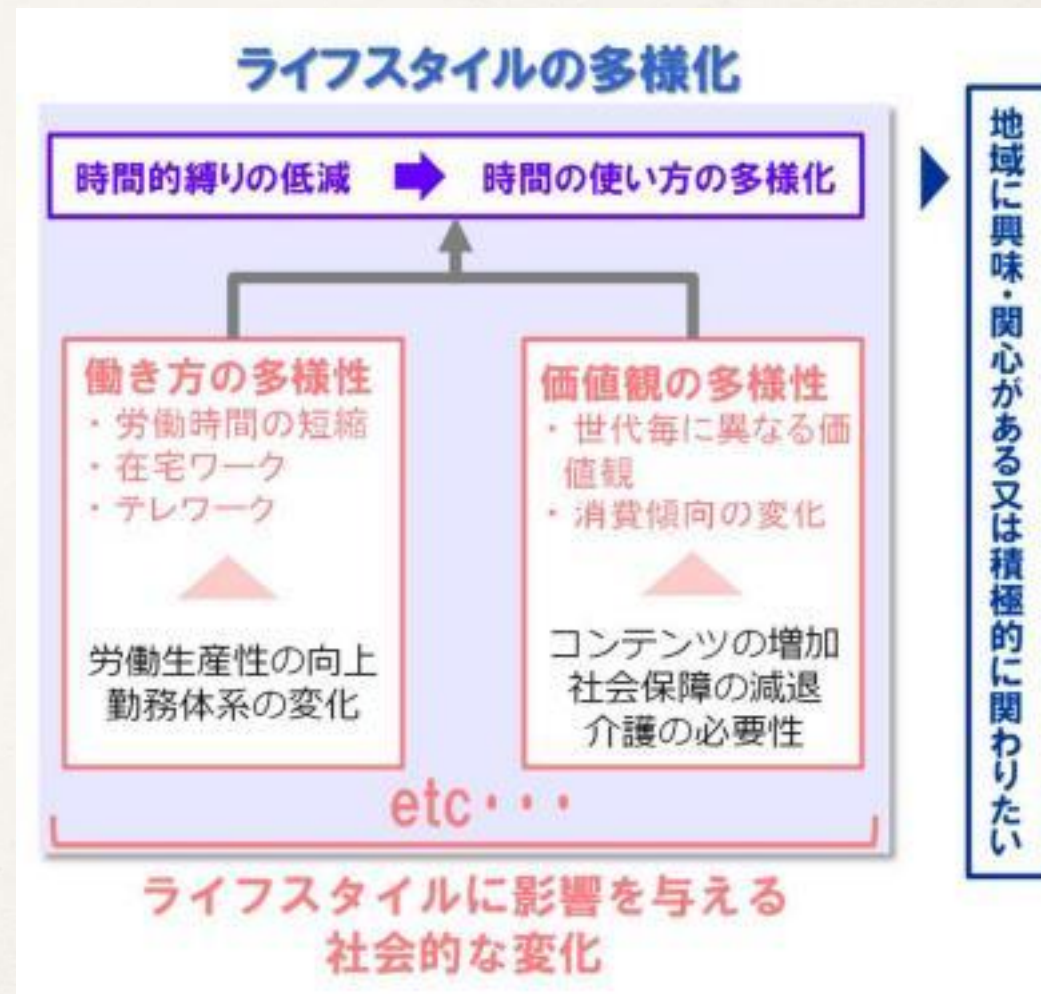 ライフスタイルの多様化
時間的縛りの低減
時間の使い方の多様化
働き方の多様性
・労働時間の短縮
・在宅ワーク
・テレワーク
労働生産性の向上
勤務体系の変化
価値観の多様性
・世代毎に異なる価
値観
・消費傾向の変化
コンテンツの増加
社会保障の減退
介護の必要性
etc・・・
ライフスタイルに影響を与える
社会的な変化
地域に興味・関心がある又は積極的に関わりたい